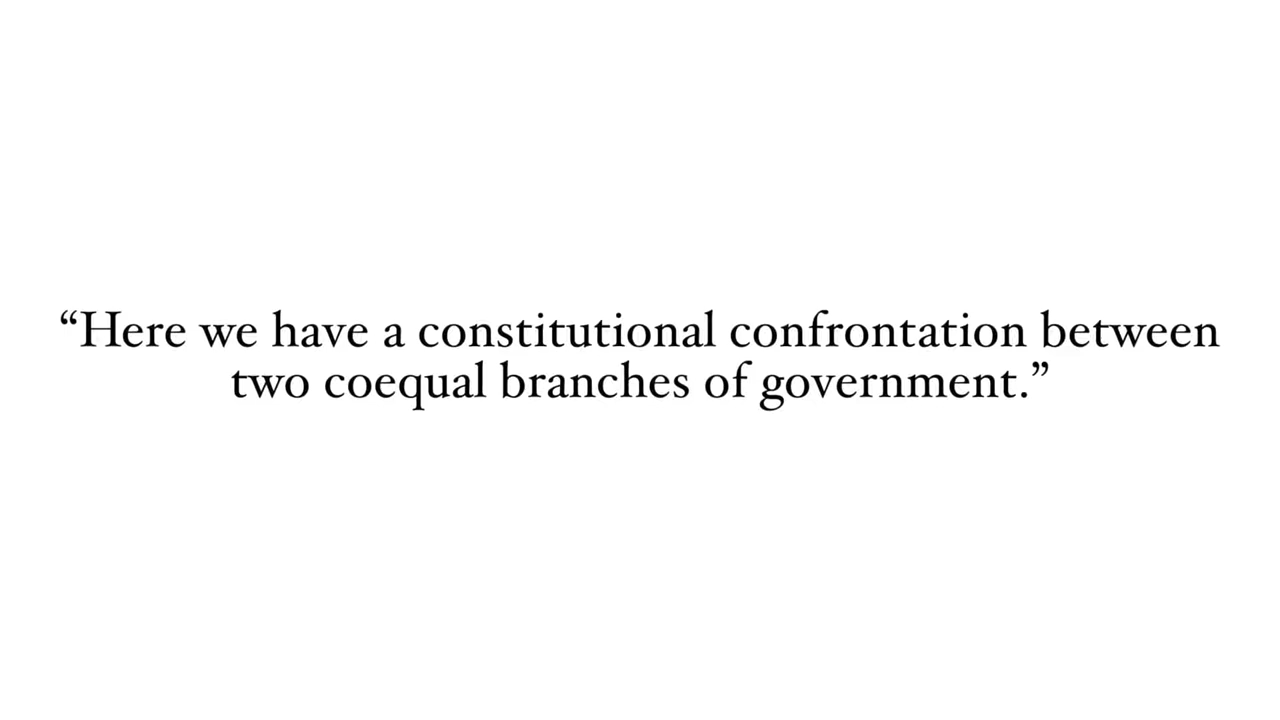 “Here we have a constitutional confrontation between
two coequal branches of government.”